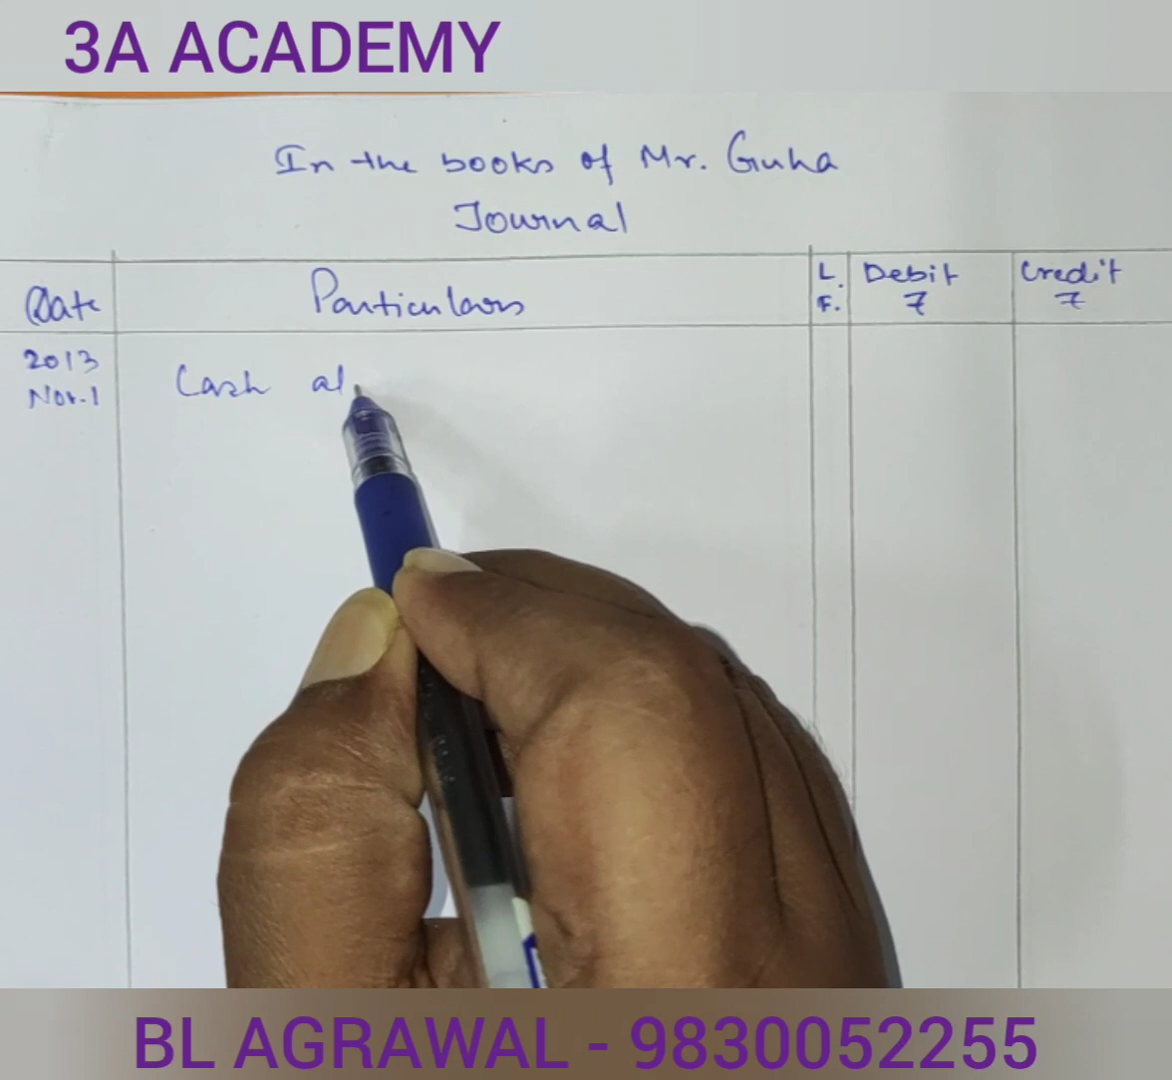 3A ACADEMY
In the books of Mr. Guha
Journal
Date Particulars L. F. Debit ₹ Credit ₹
2013
Nov. 1 Cash a/
BL AGRAWAL - 9830052255